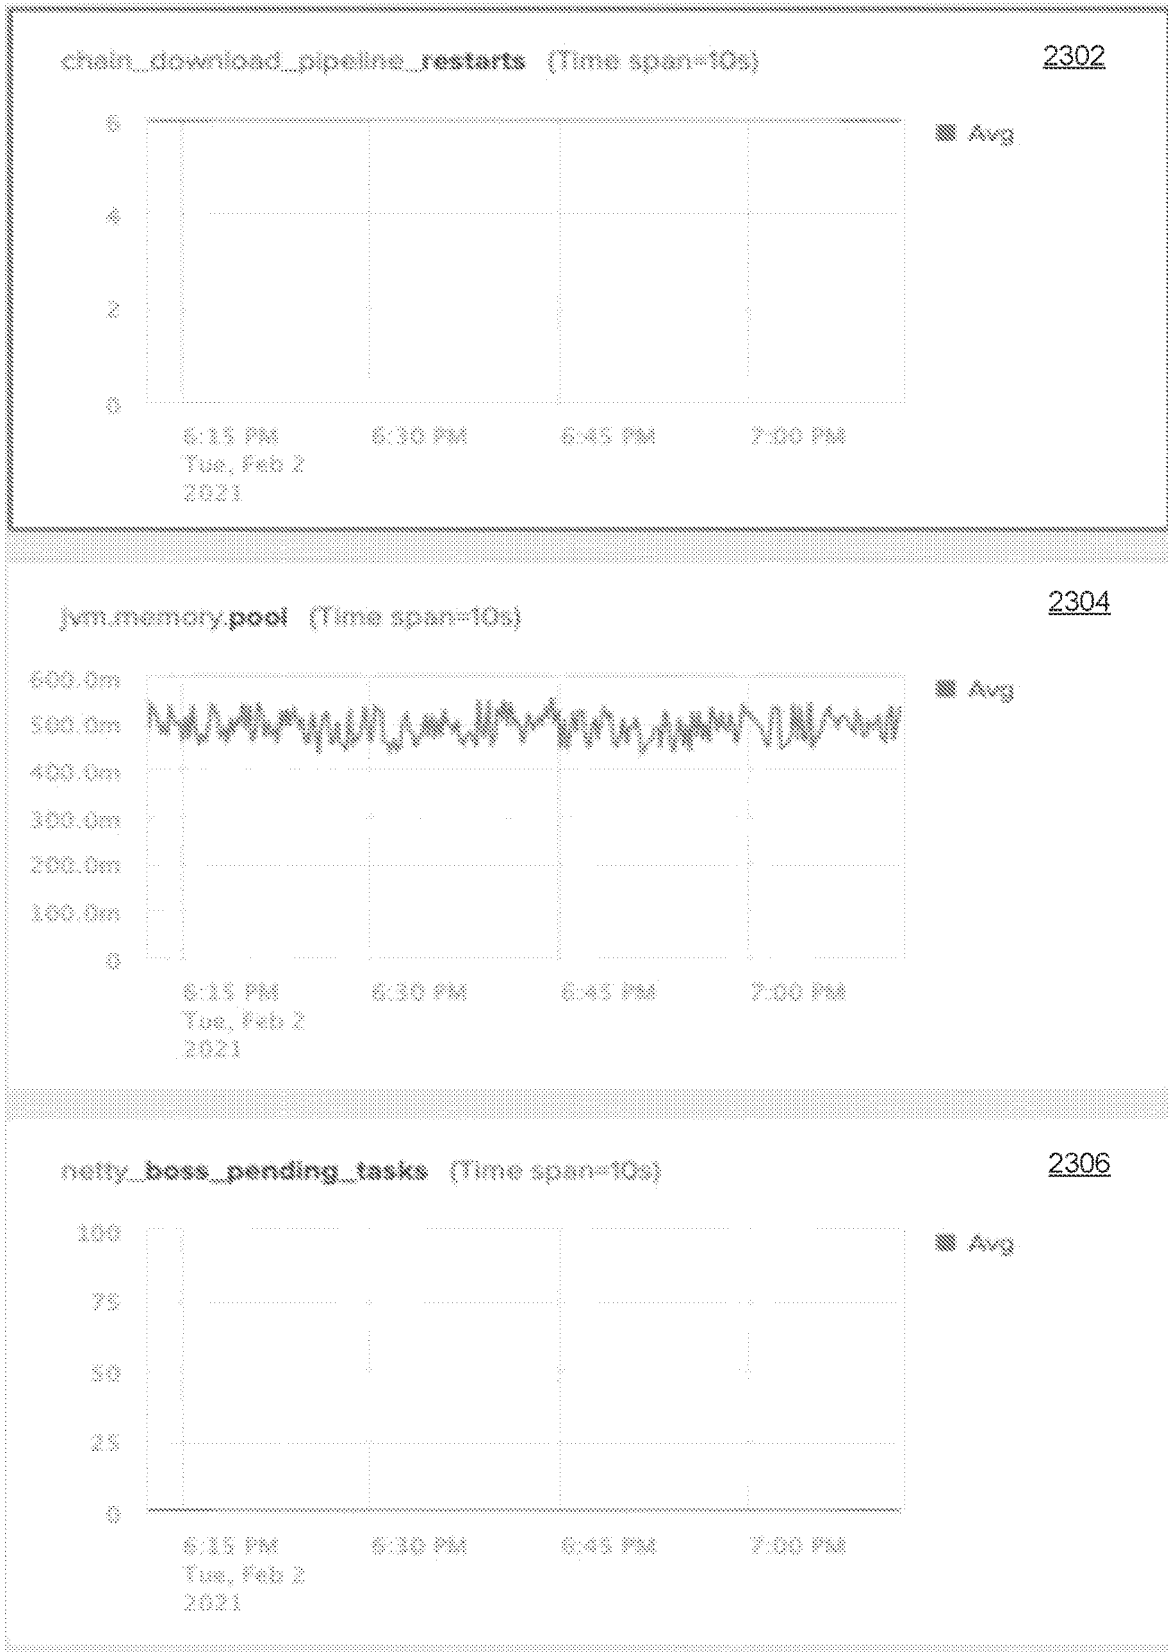 chain_download_pipeline_restarts (Time span=10s)
2302
6
Avg
4
2
0
6:15 PM
6:30 PM
6:45 PM
7:00 PM
Tue, Feb 2
2021
jvm.memory.pool (Time span=10s)
2304
600.0m
Avg
500.0m
400.0m
300.0m
200.0m
100.0m
0
6:15 PM
6:30 PM
6:45 PM
7:00 PM
Tue, Feb 2
2021
netty_boss_pending_tasks (Time span=10s)
2306
100
Avg
75
50
25
0
6:15 PM
6:30 PM
6:45 PM
7:00 PM
Tue, Feb 2
2021